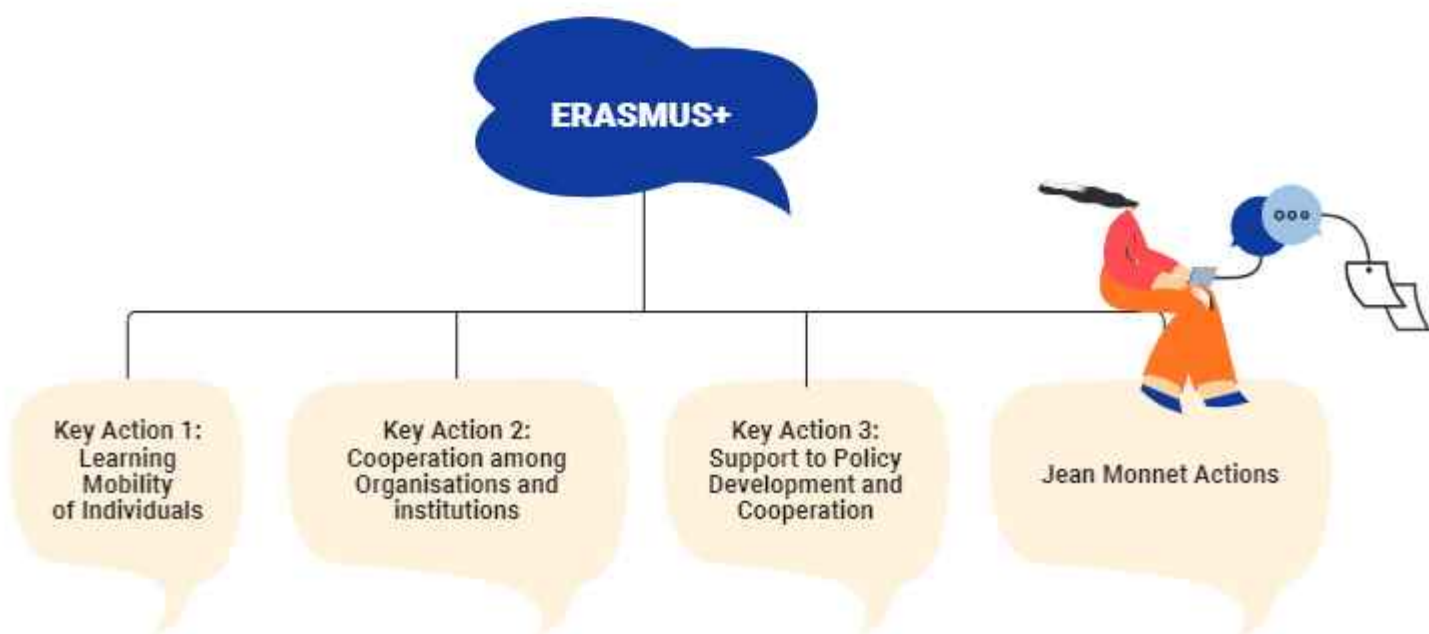 ERASMUS+
Key Action 1:
Learning
Mobility
of Individuals
Key Action 2:
Cooperation among
Organisations and
institutions
Key Action 3:
Support to Policy
Development and
Cooperation
Jean Monnet Actions